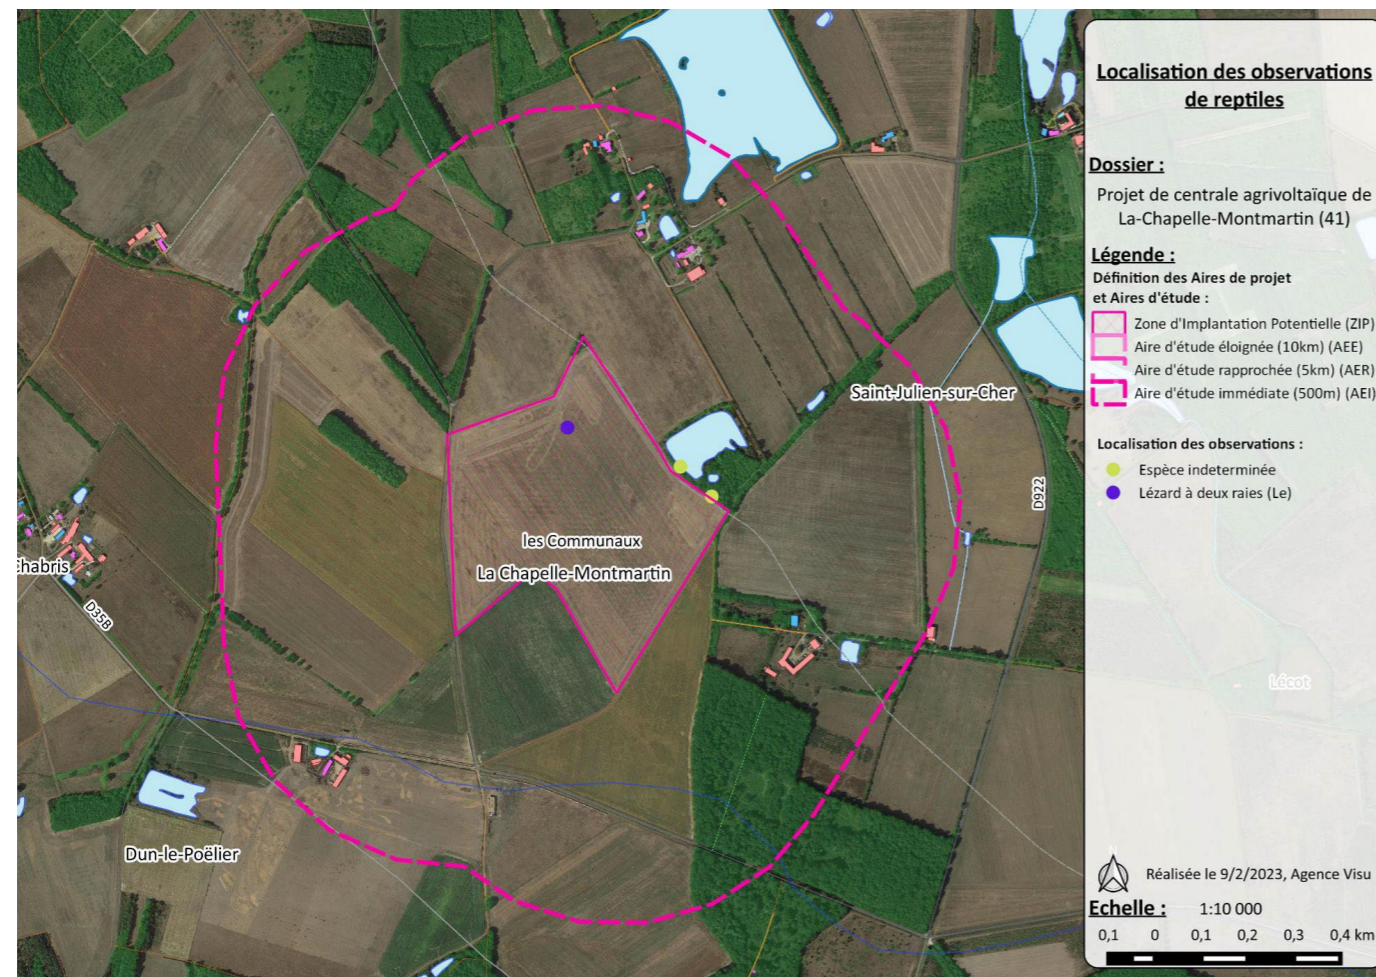 Localisation des observations
de reptiles
Dossier :
Projet de centrale agrivoltaïque de
La-Chapelle-Montmartin (41)
Légende :
Définition des Aires de projet
et Aires d'étude :
Zone d'Implantation Potentielle (ZIP)
Aire d'étude éloignée (10km) (AEE)
Aire d'étude rapprochée (5km) (AER)
Aire d'étude immédiate (500m) (AEI)
Localisation des observations :
Espèce indeterminée
Lézard à deux raies (Le)
Saint-Julien-sur-Cher
D922
les Communaux
La Chapelle-Montmartin
Chabris
D35B
Dun-le-Poëlier
Lécot
N
Réalisée le 9/2/2023, Agence Visu
Echelle : 1:10 000
0,1 0 0,1 0,2 0,3 0,4 km